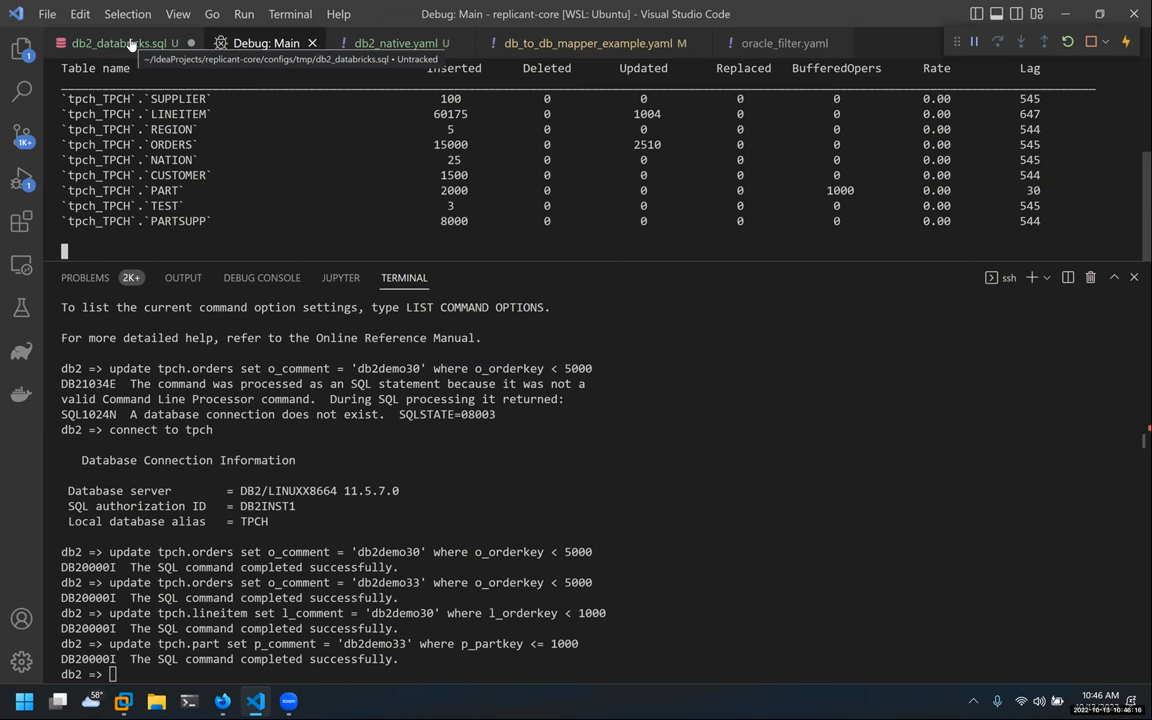 File Edit Selection View Go Run Terminal Help Debug: Main - replicant-core [WSL: Ubuntu] - Visual Studio Code
db2_databricks.sql U Debug: Main db2_native.yaml U db_to_db_mapper_example.yaml M oracle_filter.yaml
~/IdeaProjects/replicant-core/configs/tmp/db2_databricks.sql • Untracked
Table name Inserted Deleted Updated Replaced BufferedOpers Rate Lag
`tpch_TPCH`.`SUPPLIER` 100 0 0 0 0 0.00 545
`tpch_TPCH`.`LINEITEM` 60175 0 1004 0 0 0.00 647
`tpch_TPCH`.`REGION` 5 0 0 0 0 0.00 544
`tpch_TPCH`.`ORDERS` 15000 0 2510 0 0 0.00 545
`tpch_TPCH`.`NATION` 25 0 0 0 0 0.00 545
`tpch_TPCH`.`CUSTOMER` 1500 0 0 0 0 0.00 544
`tpch_TPCH`.`PART` 2000 0 0 0 1000 0.00 30
`tpch_TPCH`.`TEST` 3 0 0 0 0 0.00 545
`tpch_TPCH`.`PARTSUPP` 8000 0 0 0 0 0.00 544
PROBLEMS 2K+ OUTPUT DEBUG CONSOLE JUPYTER TERMINAL ssh
To list the current command option settings, type LIST COMMAND OPTIONS.
For more detailed help, refer to the Online Reference Manual.
db2 => update tpch.orders set o_comment = 'db2demo30' where o_orderkey < 5000
DB21034E The command was processed as an SQL statement because it was not a
valid Command Line Processor command. During SQL processing it returned:
SQL1024N A database connection does not exist. SQLSTATE=08003
db2 => connect to tpch
Database Connection Information
Database server = DB2/LINUXX8664 11.5.7.0
SQL authorization ID = DB2INST1
Local database alias = TPCH
db2 => update tpch.orders set o_comment = 'db2demo30' where o_orderkey < 5000
DB20000I The SQL command completed successfully.
db2 => update tpch.orders set o_comment = 'db2demo33' where o_orderkey < 5000
DB20000I The SQL command completed successfully.
db2 => update tpch.lineitem set l_comment = 'db2demo30' where l_orderkey < 1000
DB20000I The SQL command completed successfully.
db2 => update tpch.part set p_comment = 'db2demo33' where p_partkey <= 1000
DB20000I The SQL command completed successfully.
db2 =>
1
1K+
1
58°
10:46 AM
2022-10-13 10:46:16